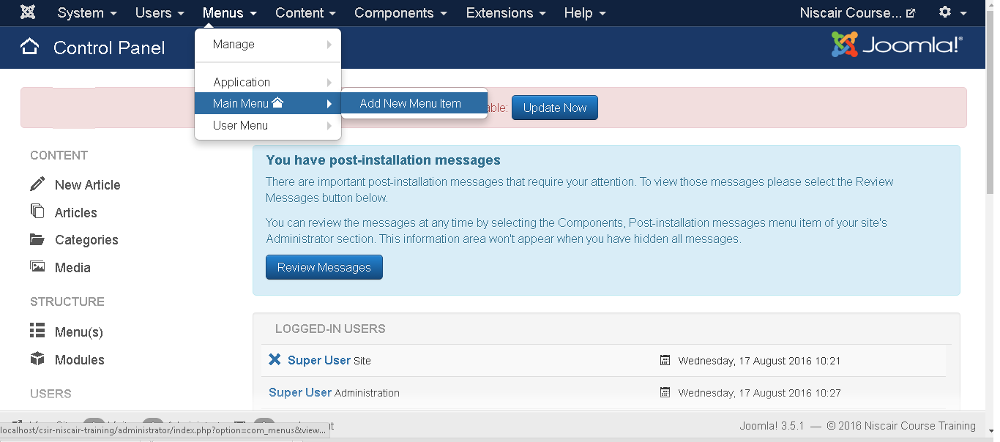 System Users Menus Content Components Extensions Help Niscair Course...
Control Panel Joomla!®
Manage
Application
Main Menu Add New Menu Item
User Menu
able: Update Now
CONTENT
New Article
Articles
Categories
Media
STRUCTURE
Menu(s)
Modules
USERS
You have post-installation messages
There are important post-installation messages that require your attention. To view those messages please select the Review
Messages button below.
You can review the messages at any time by selecting the Components, Post-installation messages menu item of your site's
Administrator section. This information area won't appear when you have hidden all messages.
Review Messages
LOGGED-IN USERS
Super User Site Wednesday, 17 August 2016 10:21
Super User Administration Wednesday, 17 August 2016 10:27
Joomla! 3.5.1 — © 2016 Niscair Course Training
localhost/csir-niscair-training/administrator/index.php?option=com_menus&view...